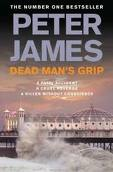 THE NUMBER ONE BESTSELLER
PETER
JAMES
DEAD MAN'S GRIP
A FATAL ACCIDENT
A CRUEL REVENGE
A KILLER WITHOUT CONSCIENCE